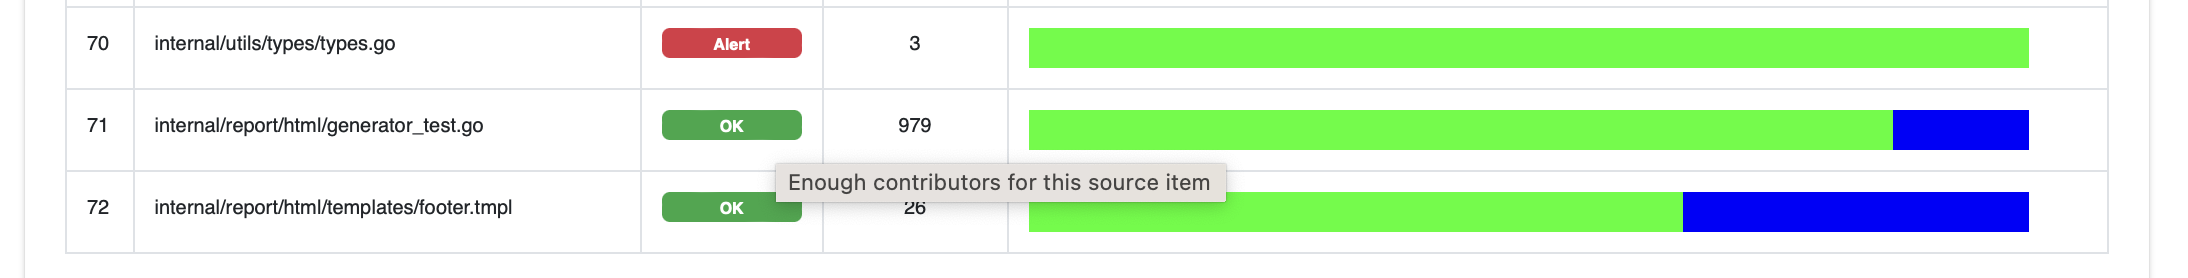 70 internal/utils/types/types.go Alert 3
71 internal/report/html/generator_test.go OK 979
Enough contributors for this source item
72 internal/report/html/templates/footer.tmpl OK 26